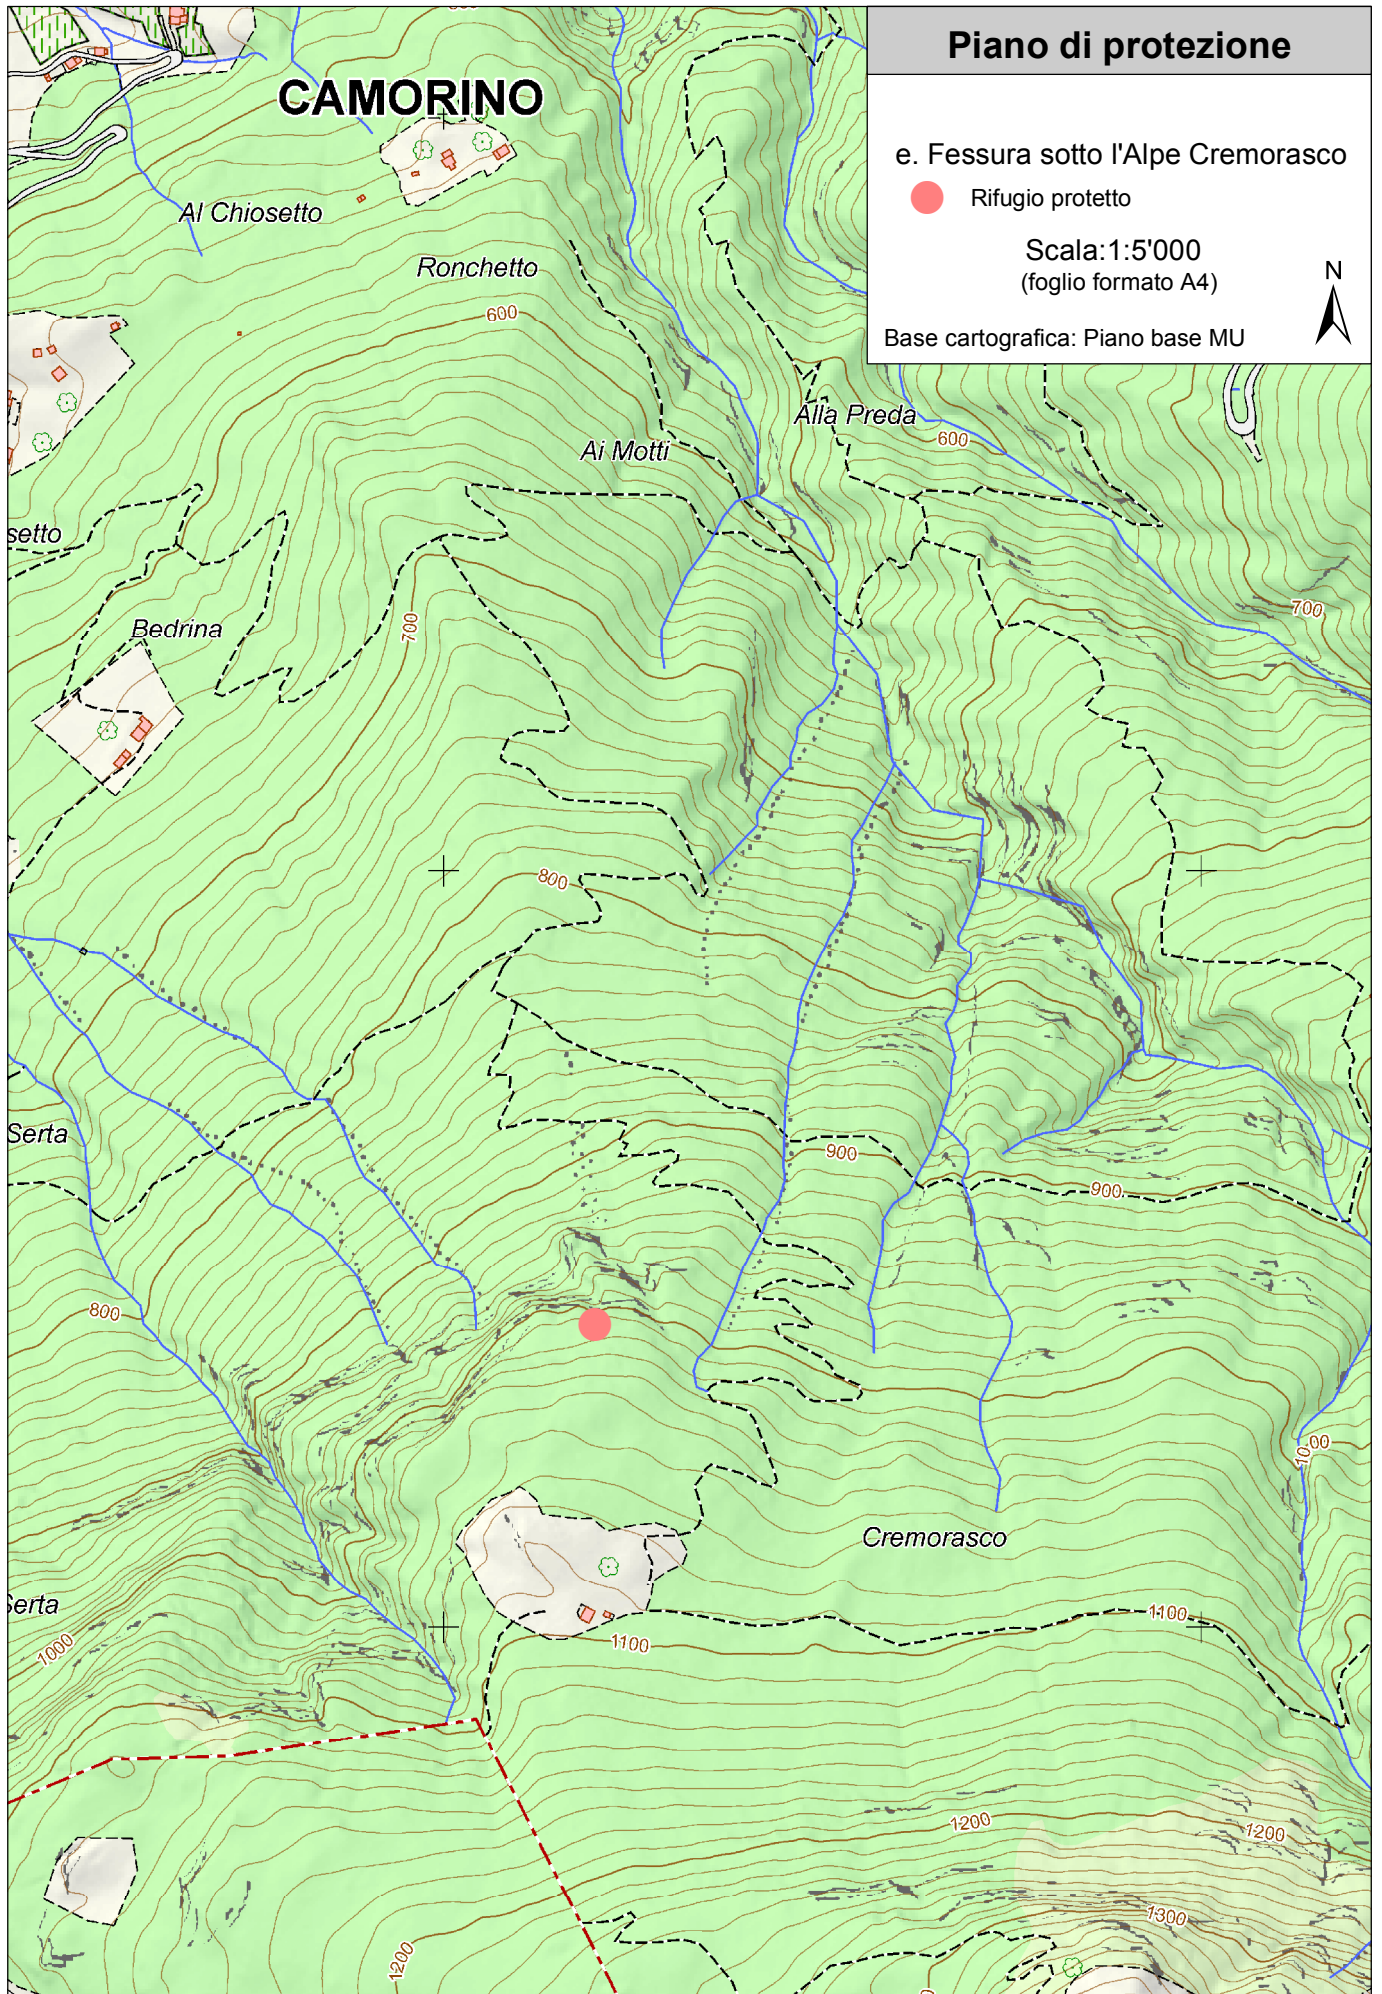 Piano di protezione
e. Fessura sotto l'Alpe Cremorasco
Rifugio protetto
Scala:1:5'000
(foglio formato A4)
N
Base cartografica: Piano base MU
CAMORINO
Al Chiosetto
Ronchetto
600
Alla Preda
600
Ai Motti
setto
700
700
Bedrina
800
Serta
900
900
800
1000
Cremorasco
Serta
1000
1100
1100
1200
1200
1300
1200